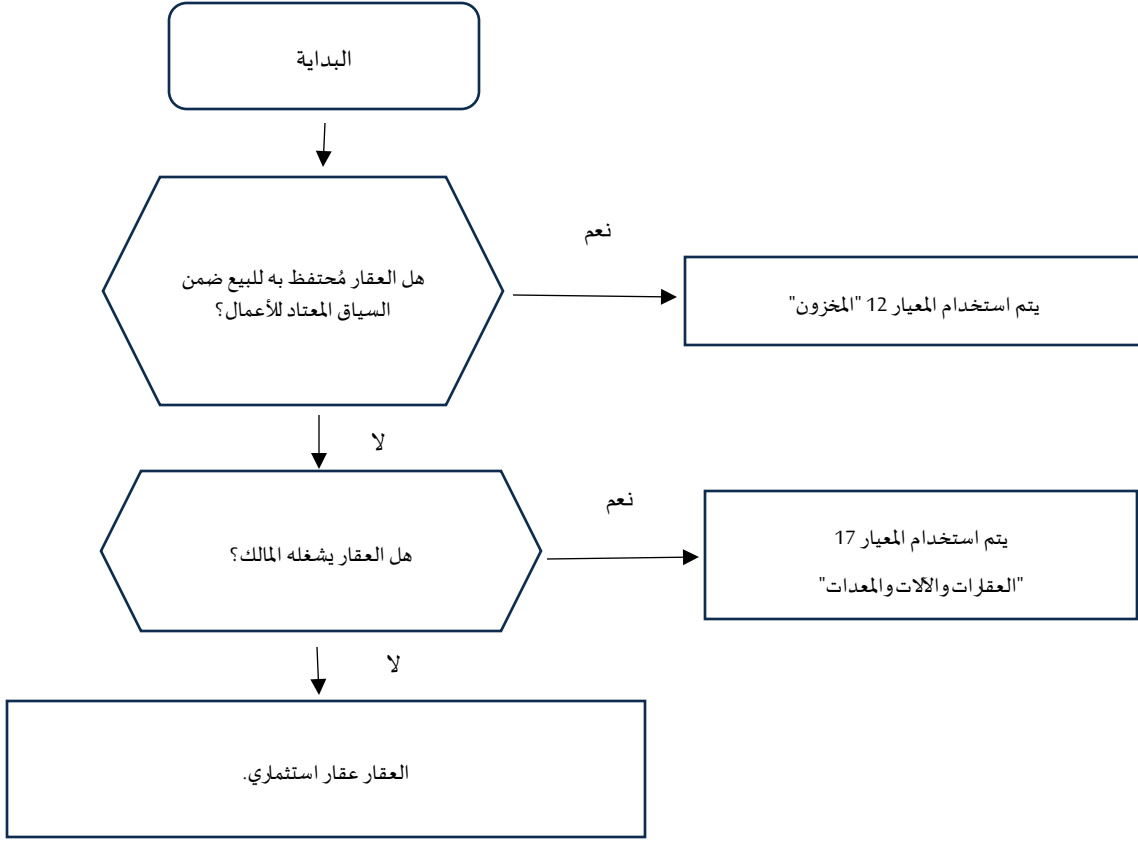 البداية
نعم
هل العقار مُحتفظ به للبيع ضمن
السياق المعتاد للأعمال؟
يتم استخدام المعيار 12 "المخزون"
لا
نعم
هل العقار يشغله المالك؟
يتم استخدام المعيار 17
"العقارات والآلات والمعدات"
لا
العقار عقار استثماري.